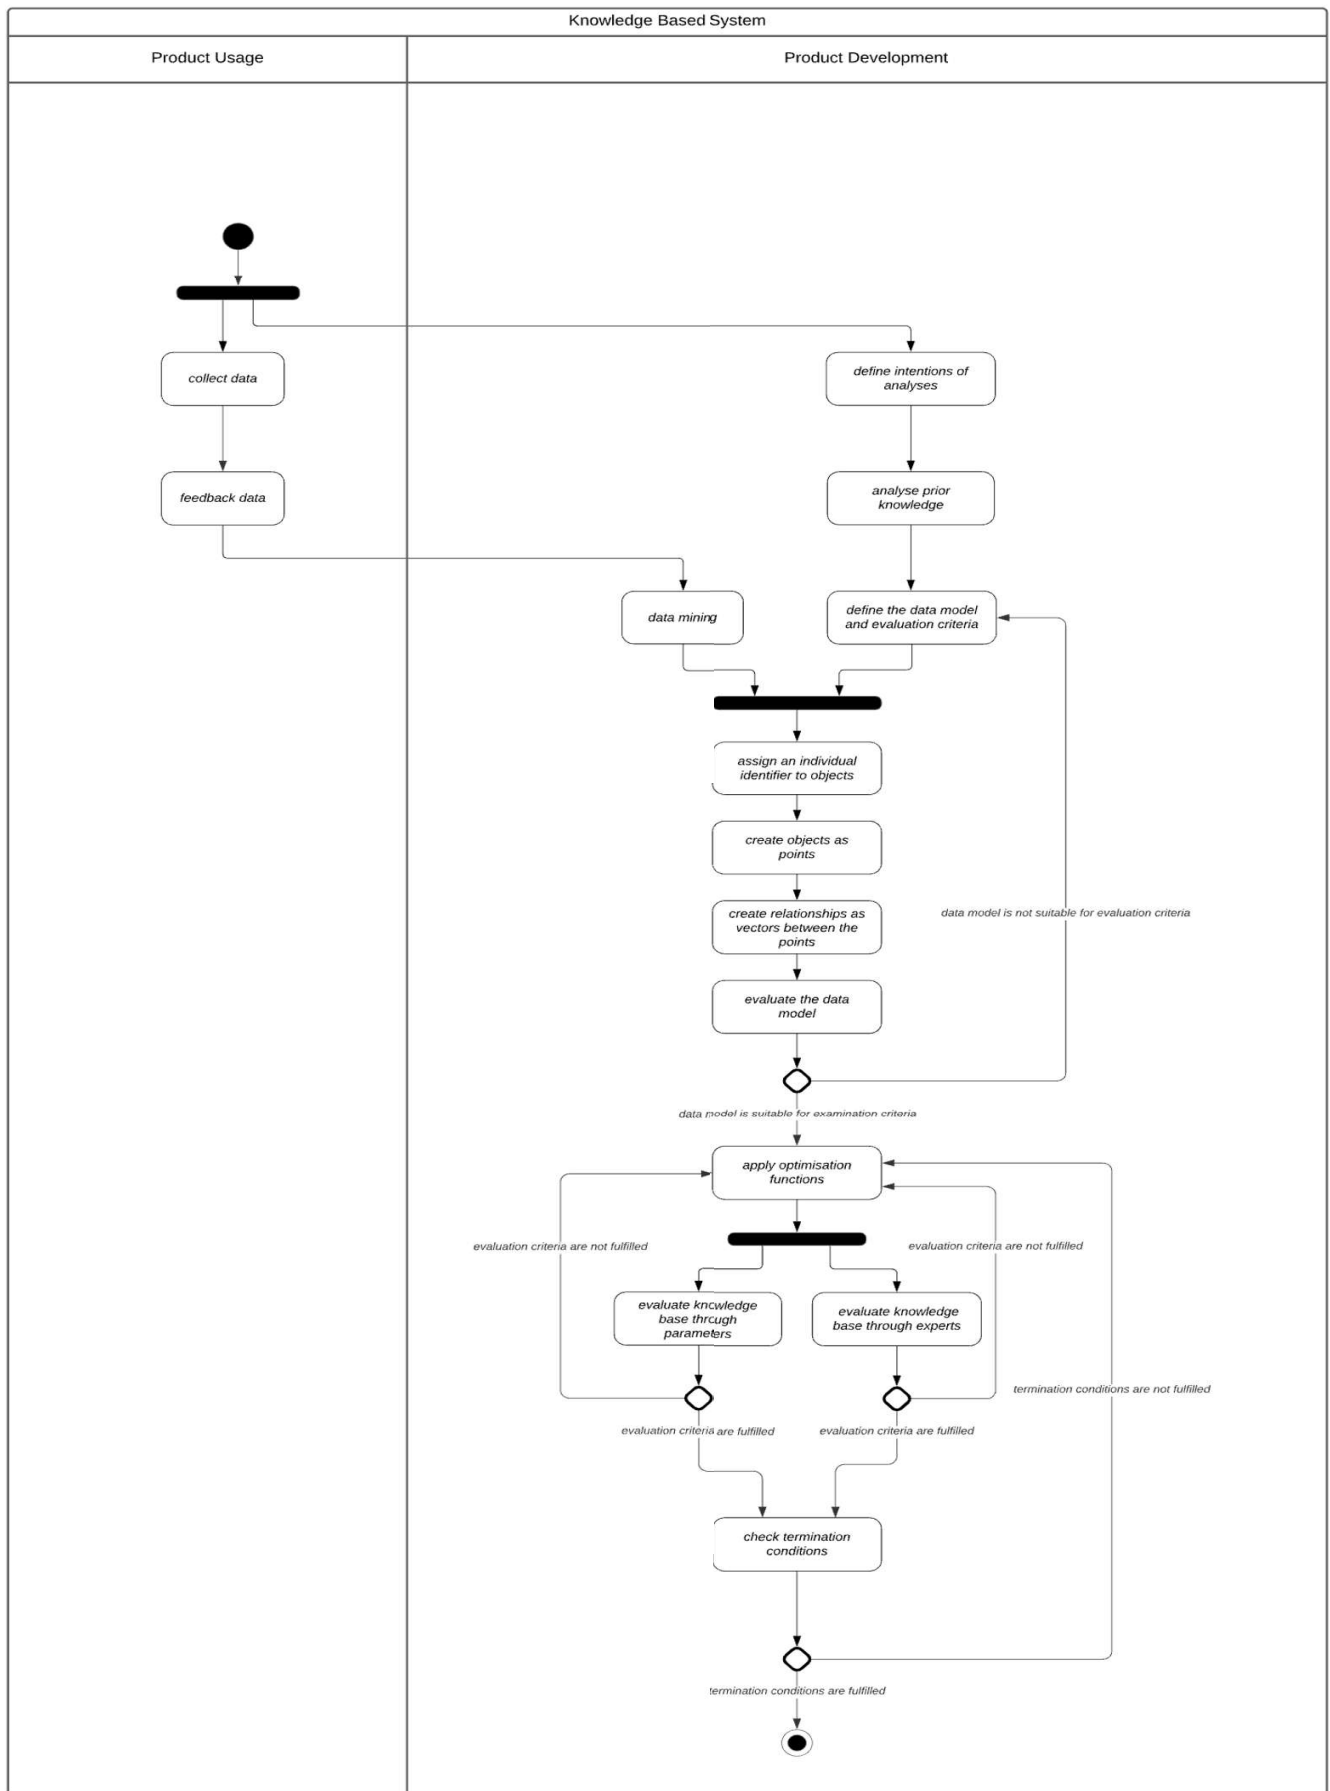 Knowledge Based System
Product Usage
Product Development
collect data
define intentions of
analyses
feedback data
analyse prior
knowledge
data mining
define the data model
and evaluation criteria
assign an individual
identifier to objects
create objects as
points
create relationships as
vectors between the
points
data model is not suitable for evaluation criteria
evaluate the data
model
data model is suitable for examination criteria
apply optimisation
functions
evaluation criteria are not fulfilled
evaluation criteria are not fulfilled
evaluate knowledge
base through
parameters
evaluate knowledge
base through experts
termination conditions are not fulfilled
evaluation criteria are fulfilled
evaluation criteria are fulfilled
check termination
conditions
termination conditions are fulfilled